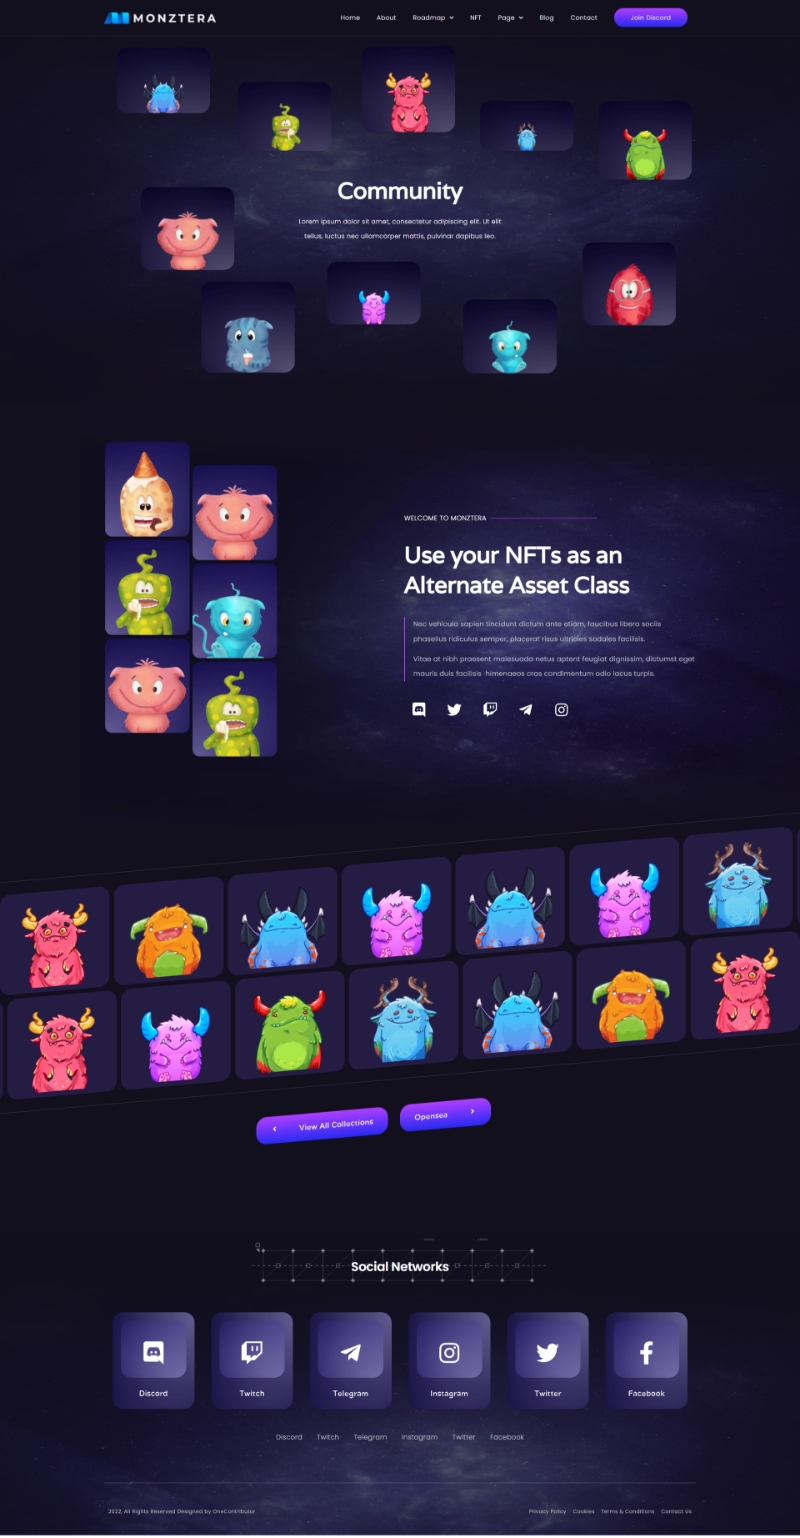 MONZTERA
Home About Roadmap NFT Page Blog Contact Join Discord
Community
Lorem ipsum dolor sit amet, consectetur adipiscing elit. Ut elit
tellus, luctus nec ullamcorper mattis, pulvinar dapibus leo.
WELCOME TO MONZTERA
Use your NFTs as an
Alternate Asset Class
Nec vehicula sapien tincidunt dictum ante etiam, faucibus libero sociis
phasellus ridiculus semper, placerat risus ultricies sodales facilisis.
Vitae at nibh praesent malesuada netus aptent feugiat dignissim, dictumst eget
mauris duis facilisis himenaeos cras condimentum odio lacus turpis.
View All Collections
Opensea
Social Networks
Discord Twitch Telegram Instagram Twitter Facebook
Discord Twitch Telegram Instagram Twitter Facebook
2022, All Rights Reserved Designed by OneContributor
Privacy Policy Cookies Terms & Conditions Contact Us